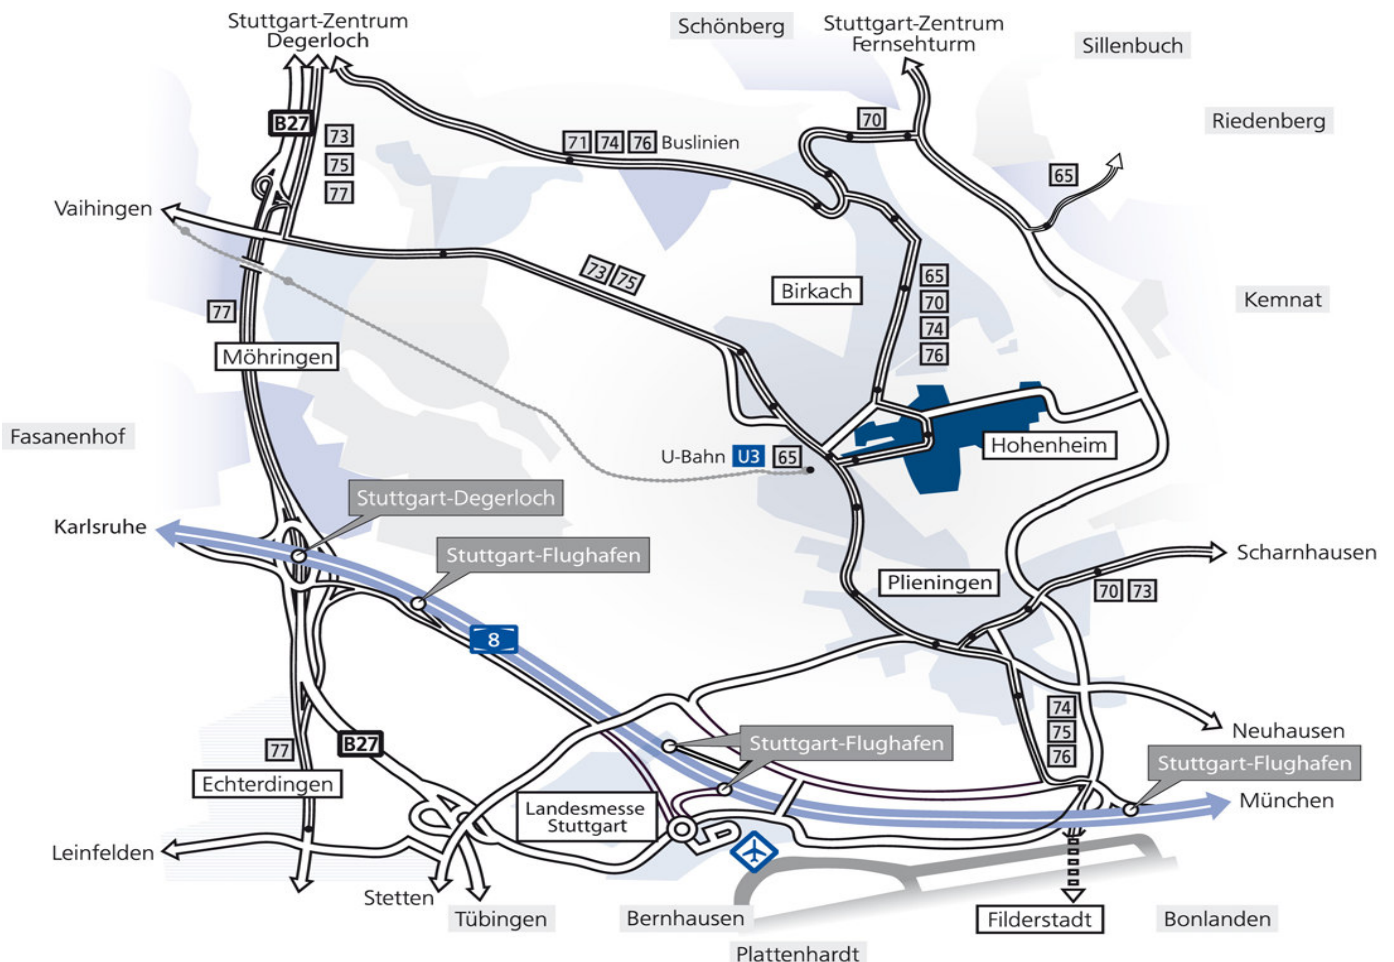 Stuttgart-Zentrum
Degerloch
Schönberg
Stuttgart-Zentrum
Fernsehturm
Sillenbuch
B27
73
75
77
71 74 76 Buslinien
70
Riedenberg
65
Vaihingen
73 75
Birkach
65
70
74
76
Kemnat
77
Möhringen
Fasanenhof
U-Bahn U3 65
Hohenheim
Stuttgart-Degerloch
Karlsruhe
Stuttgart-Flughafen
Scharnhausen
Plieningen
70 73
8
74
75
76
Neuhausen
77
B27
Stuttgart-Flughafen
Stuttgart-Flughafen
Echterdingen
Landesmesse
Stuttgart
München
Leinfelden
Stetten
Tübingen
Bernhausen
Filderstadt
Bonlanden
Plattenhardt